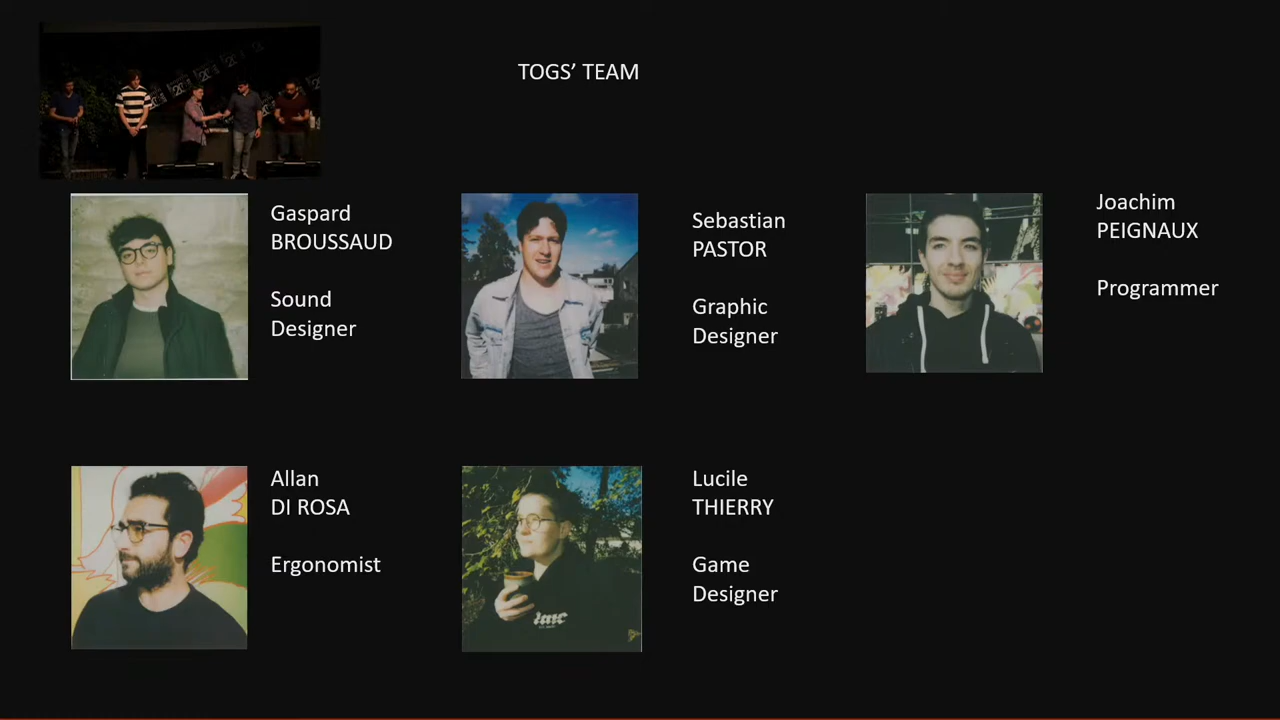 TOGS' TEAM
Gaspard
BROUSSAUD
Sound
Designer
Sebastian
PASTOR
Graphic
Designer
Joachim
PEIGNAUX
Programmer
Allan
DI ROSA
Ergonomist
Lucile
THIERRY
Game
Designer